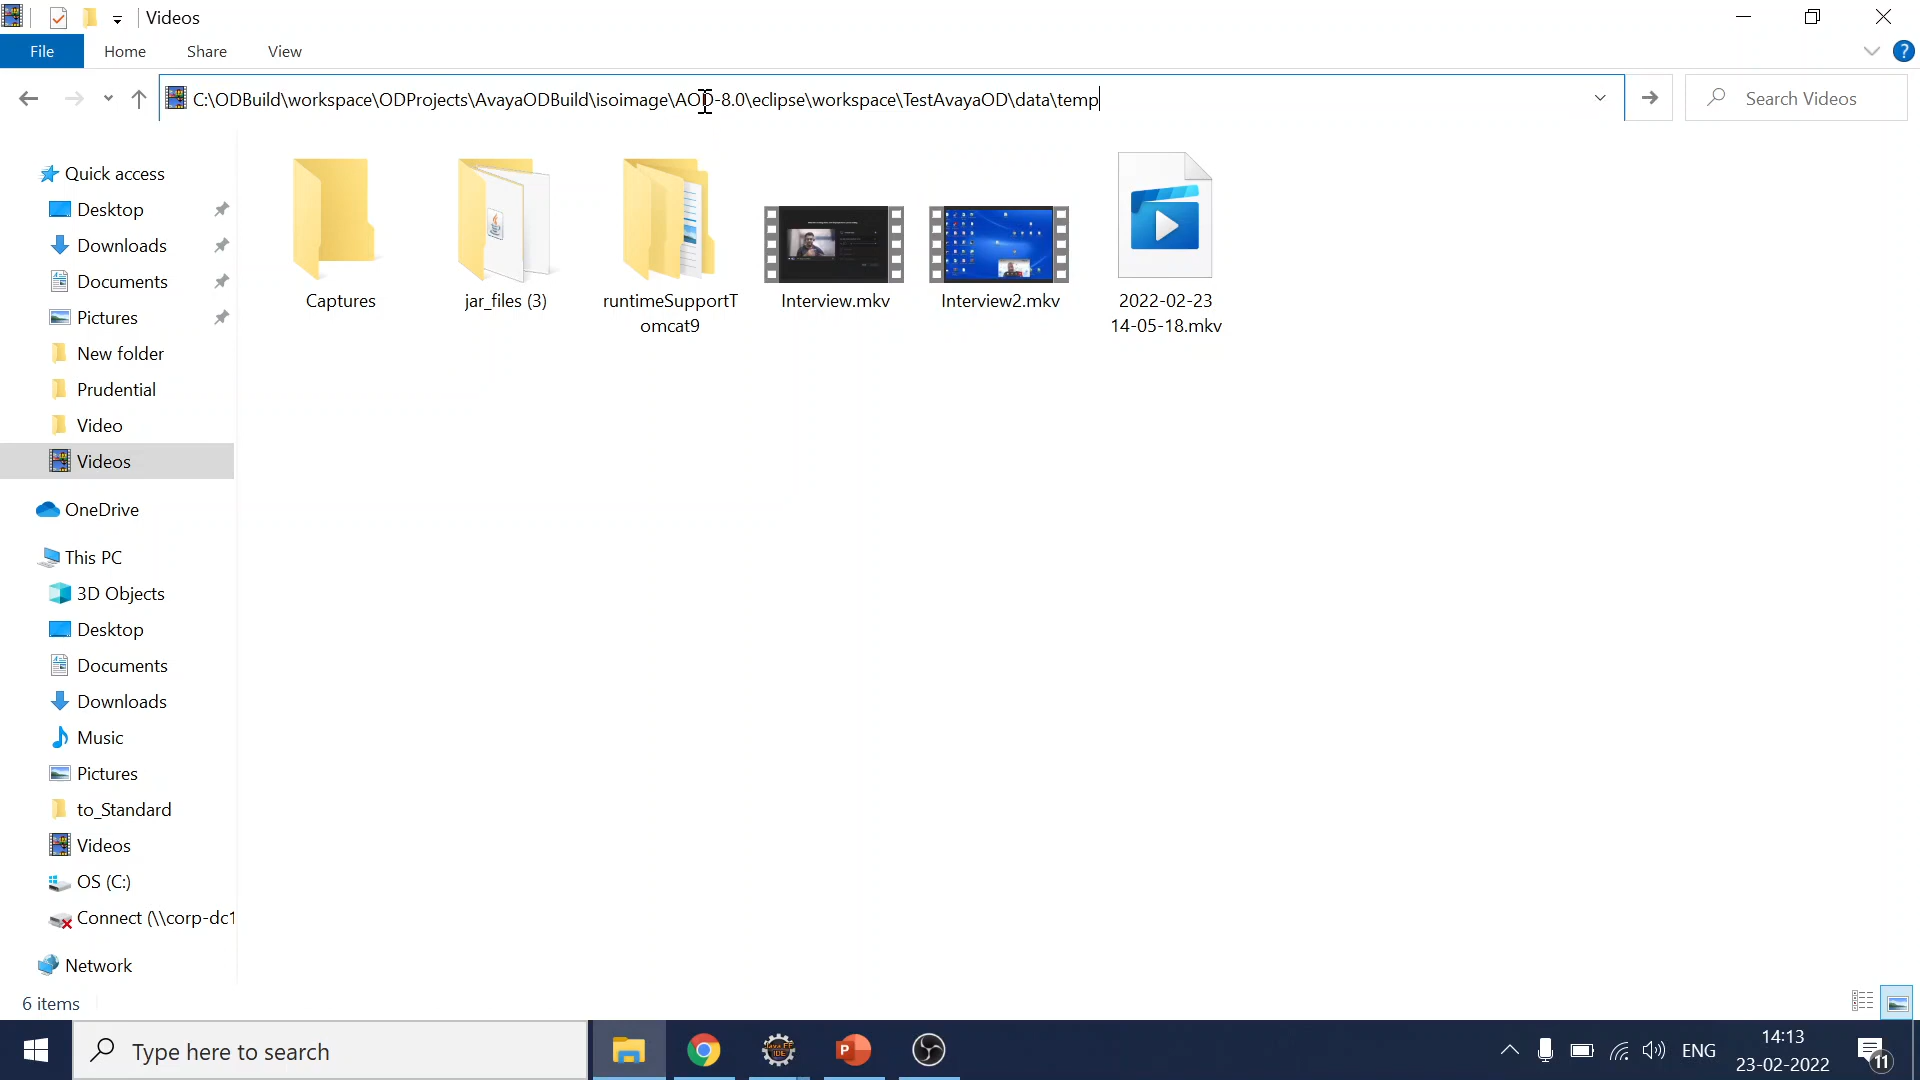 Videos
File Home Share View
C:\ODBuild\workspace\ODProjects\AvayaODBuild\isoimage\AOD-8.0\eclipse\workspace\TestAvayaOD\data\temp
Search Videos
Quick access
Desktop
Downloads
Documents
Pictures
New folder
Prudential
Video
Videos
OneDrive
This PC
3D Objects
Desktop
Documents
Downloads
Music
Pictures
to_Standard
Videos
OS (C:)
Connect (\\corp-dc1
Network
Captures
jar_files (3)
runtimeSupportT
omcat9
Interview.mkv
Interview2.mkv
2022-02-23
14-05-18.mkv
6 items
Type here to search
ENG
14:13
23-02-2022
11